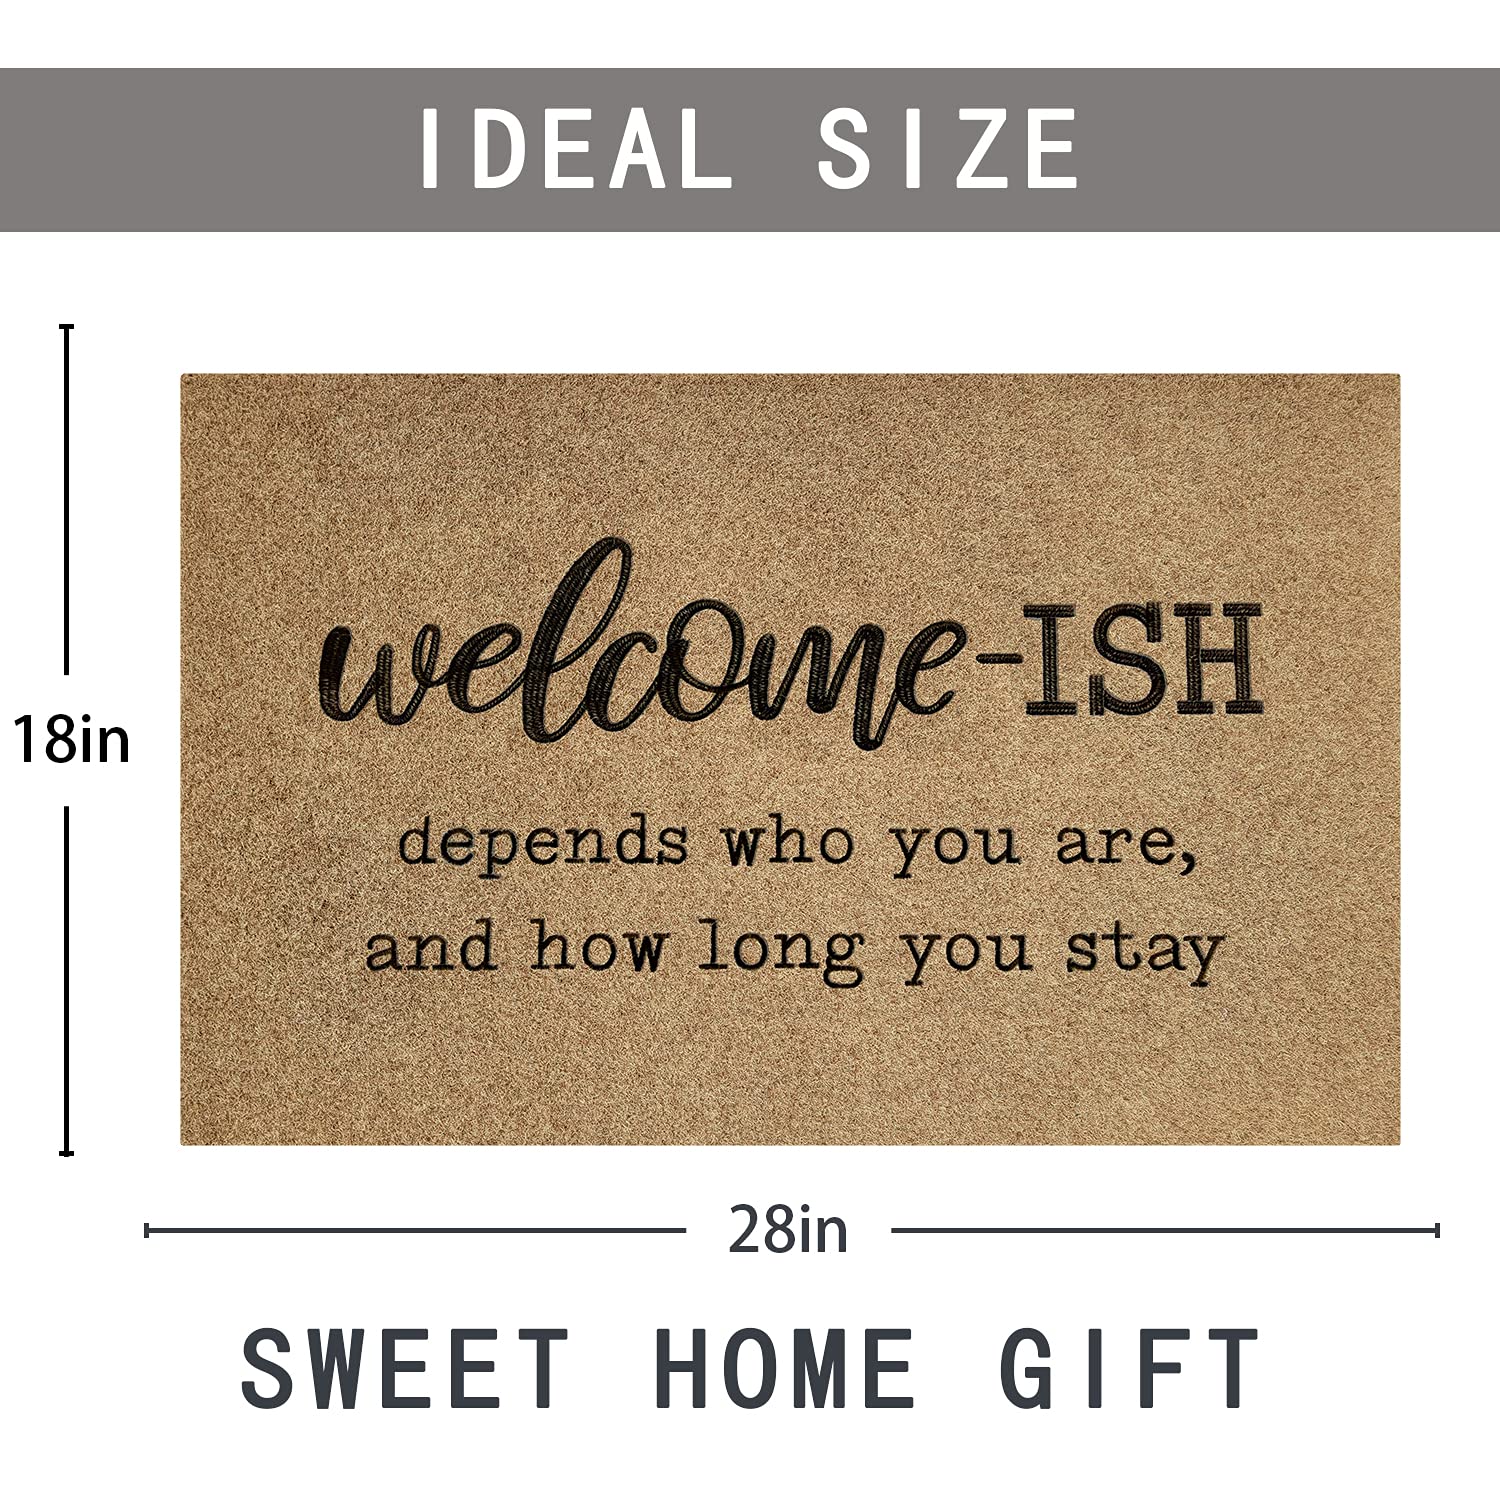 IDEAL SIZE
welcome-ISH
depends who you are,
and how long you stay
18in
28in
SWEET HOME GIFT